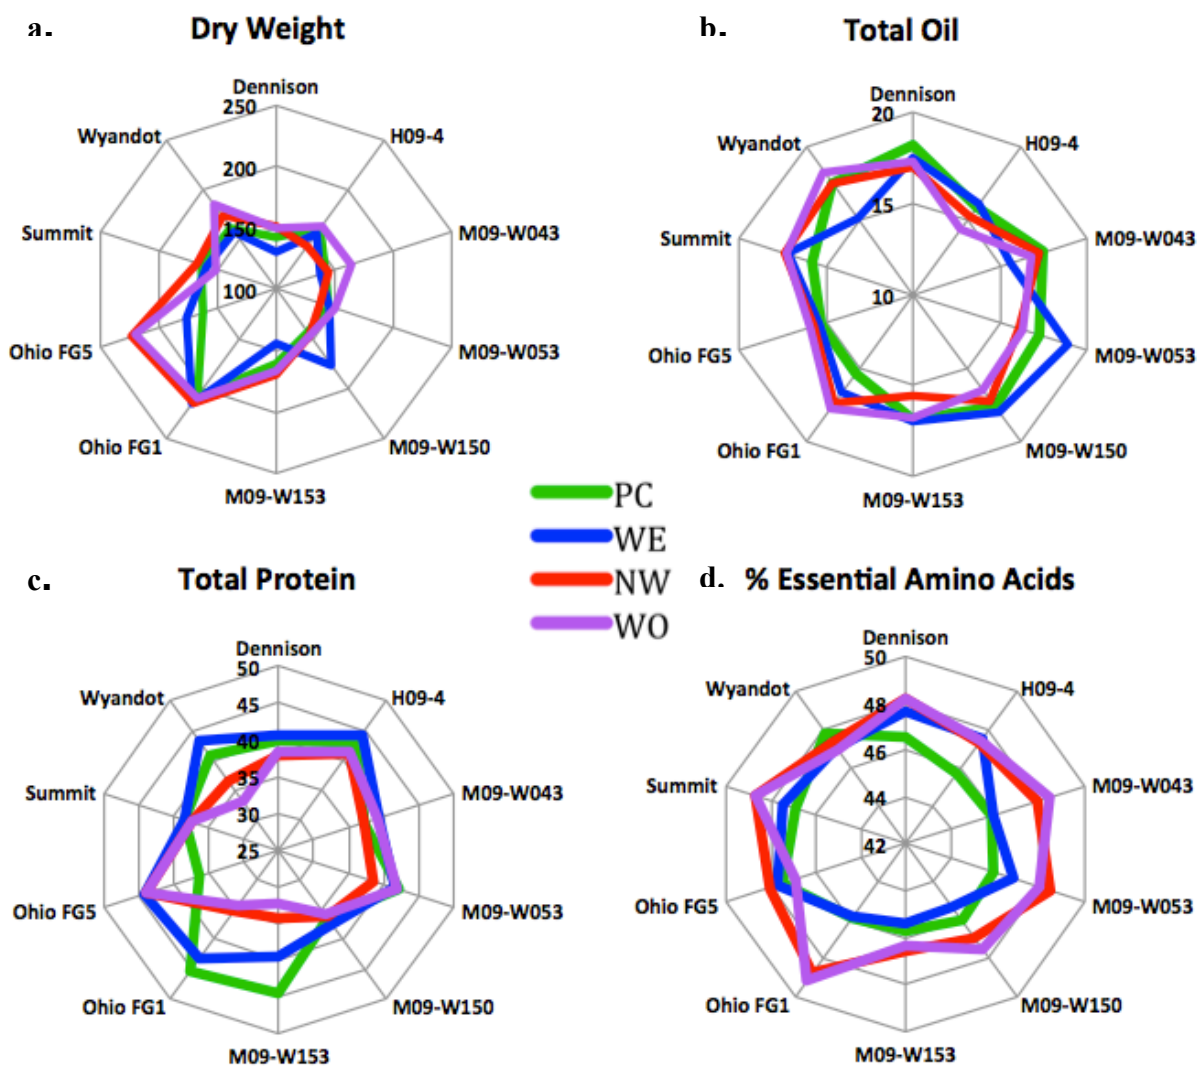 a.
Dry Weight
Dennison
250
Wyandot
H09-4
200
Summit
150
M09-W043
100
Ohio FG5
M09-W053
Ohio FG1
M09-W150
M09-W153
b.
Total Oil
Dennison
20
Wyandot
H09-4
15
Summit
M09-W043
10
Ohio FG5
M09-W053
Ohio FG1
M09-W150
M09-W153
PC
WE
NW
WO
c.
Total Protein
Dennison
50
Wyandot
H09-4
45
40
Summit
M09-W043
35
30
25
Ohio FG5
M09-W053
Ohio FG1
M09-W150
M09-W153
d.
% Essential Amino Acids
Dennison
50
Wyandot
H09-4
48
46
Summit
M09-W043
44
42
Ohio FG5
M09-W053
Ohio FG1
M09-W150
M09-W153